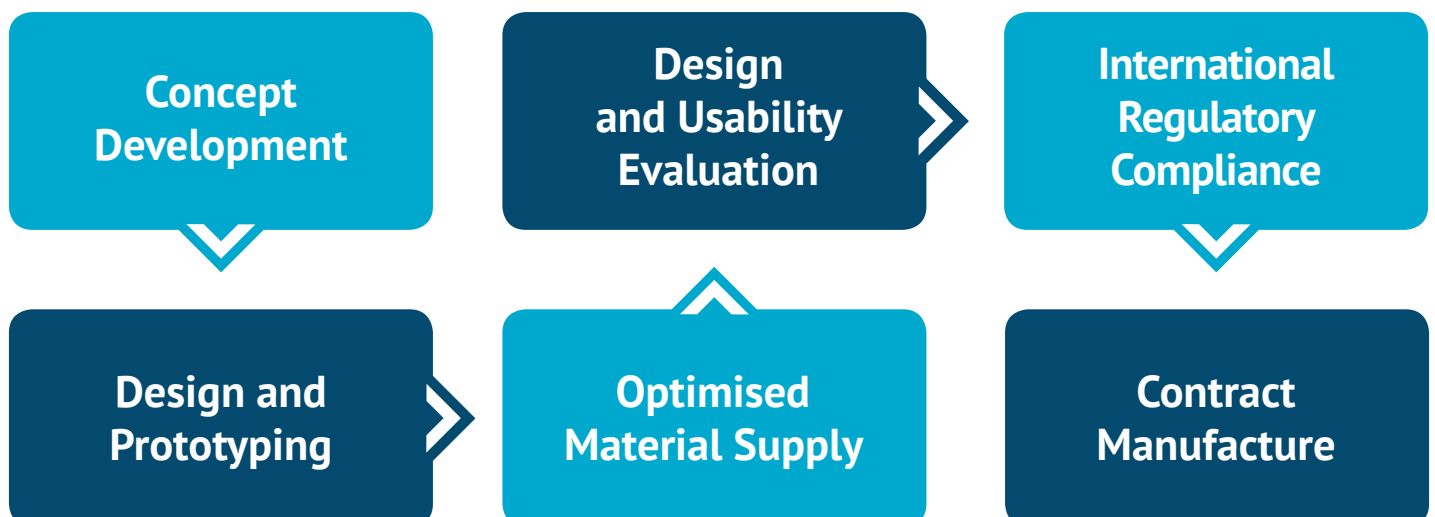 Concept
Development
Design and
Prototyping
Optimised
Material Supply
Design
and Usability
Evaluation
International
Regulatory
Compliance
Contract
Manufacture